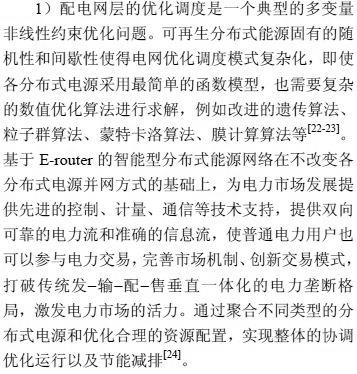 1）配电网层的优化调度是一个典型的多变量
非线性约束优化问题。可再生分布式能源固有的随
机性和间歇性使得电网优化调度模式复杂化，即使
各分布式电源采用最简单的函数模型，也需要复杂
的数值优化算法进行求解，例如改进的遗传算法、
粒子群算法、蒙特卡洛算法、膜计算算法等[22-23]。
基于 E-router 的智能型分布式能源网络在不改变各
分布式电源并网方式的基础上，为电力市场发展提
供先进的控制、计量、通信等技术支持，提供双向
可靠的电力流和准确的信息流，使普通电力用户也
可以参与电力交易，完善市场机制、创新交易模式，
打破传统发–输–配–售垂直一体化的电力垄断格
局，激发电力市场的活力。通过聚合不同类型的分
布式电源和优化合理的资源配置，实现整体的协调
优化运行以及节能减排[24]。